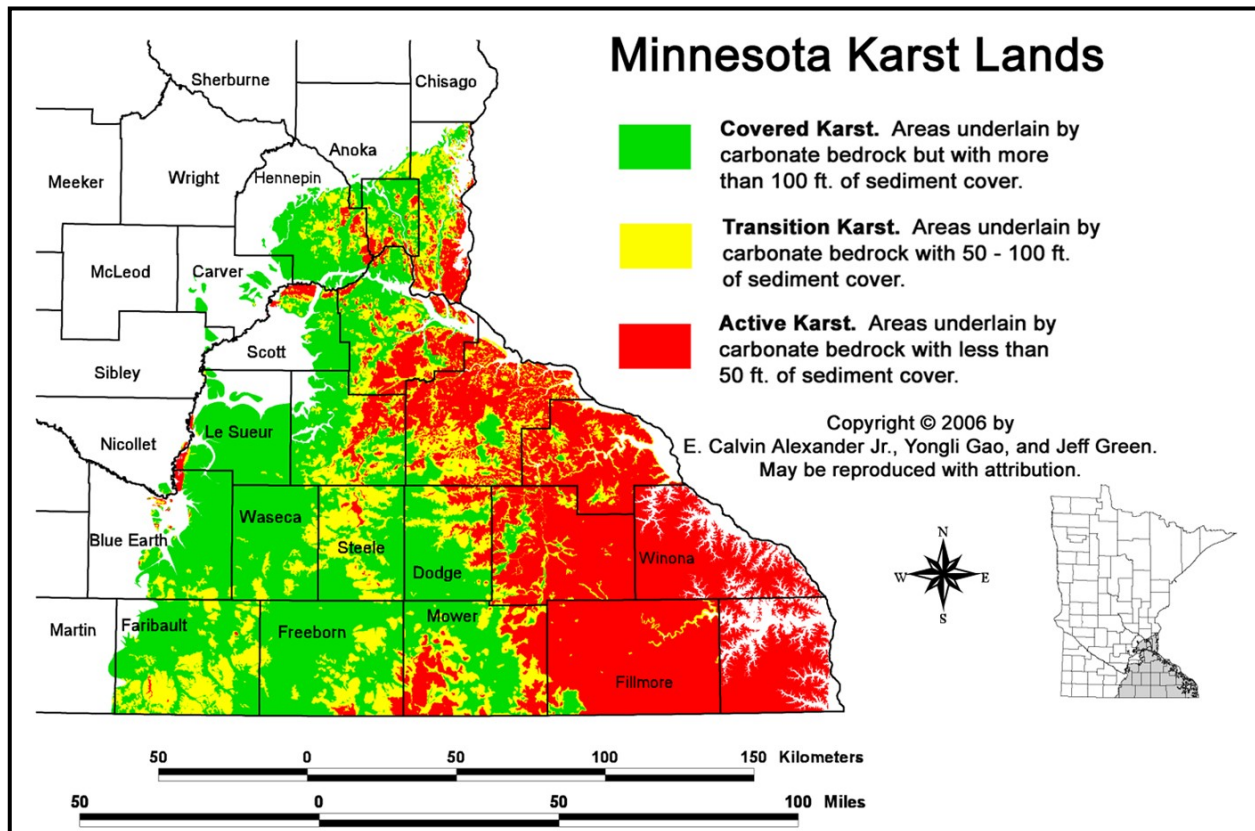 Minnesota Karst Lands
Covered Karst. Areas underlain by
carbonate bedrock but with more
than 100 ft. of sediment cover.
Transition Karst. Areas underlain by
carbonate bedrock with 50 - 100 ft.
of sediment cover.
Active Karst. Areas underlain by
carbonate bedrock with less than
50 ft. of sediment cover.
Copyright © 2006 by
E. Calvin Alexander Jr., Yongli Gao, and Jeff Green.
May be reproduced with attribution.
Sherburne
Chisago
Anoka
Meeker
Wright
Hennepin
McLeod
Carver
Scott
Sibley
Nicollet
Le Sueur
Waseca
Blue Earth
Steele
Dodge
Winona
Martin
Faribault
Freeborn
Mower
Fillmore
N
W E
S
50 0 50 100 150 Kilometers
50 0 50 100 Miles